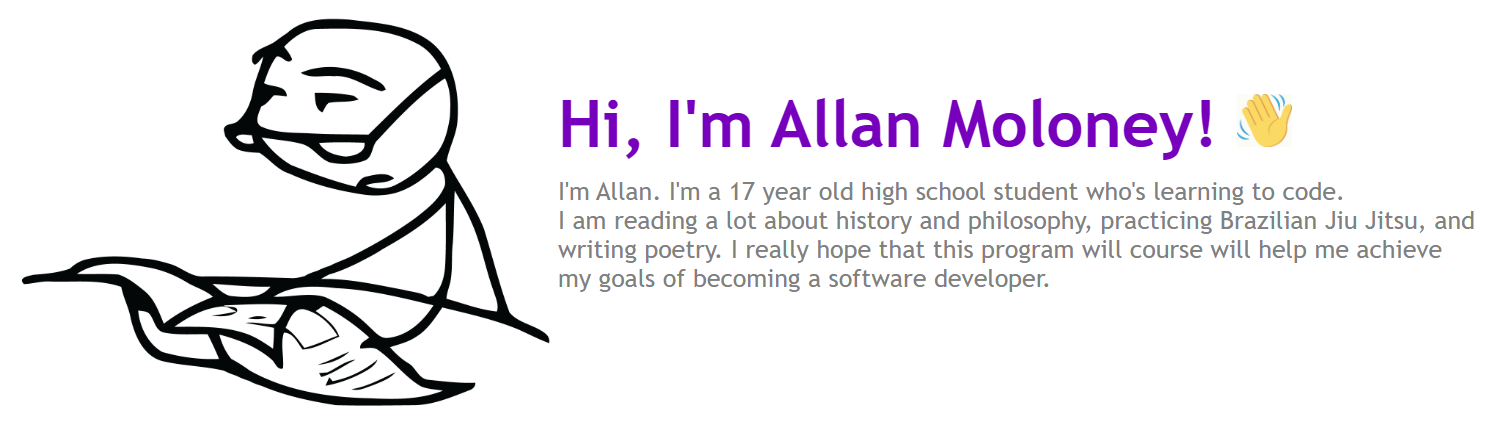 Hi, I'm Allan Moloney! 👋
I'm Allan. I'm a 17 year old high school student who's learning to code.
I am reading a lot about history and philosophy, practicing Brazilian Jiu Jitsu, and
writing poetry. I really hope that this program will course will help me achieve
my goals of becoming a software developer.